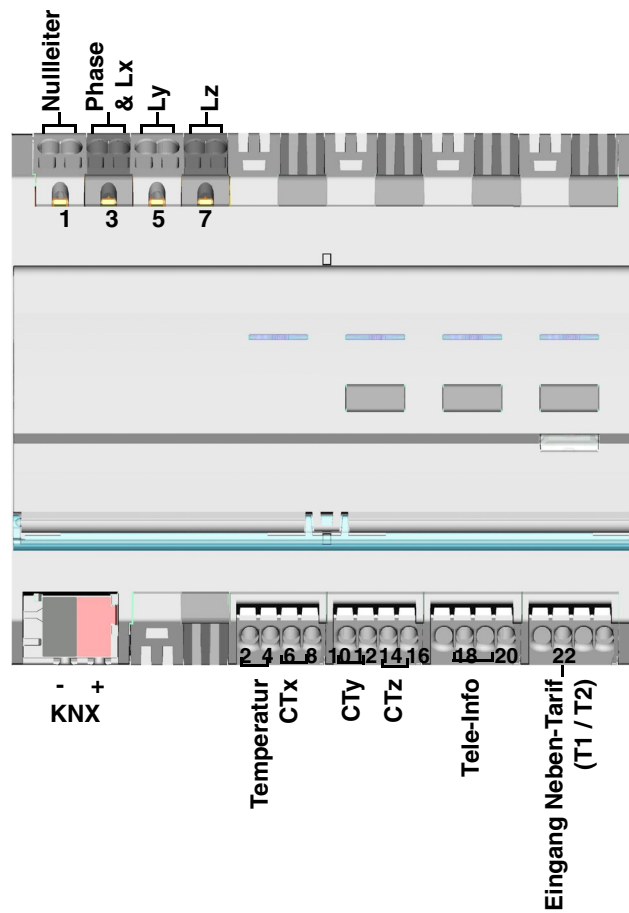 Nullleiter
Phase
& Lx
Ly
Lz
1 3 5 7
2 4 6 8 10 12 14 16 18 20 22
- +
KNX
Temperatur
CTx
CTy
CTz
Tele-Info
Eingang Neben-Tarif
(T1 / T2)